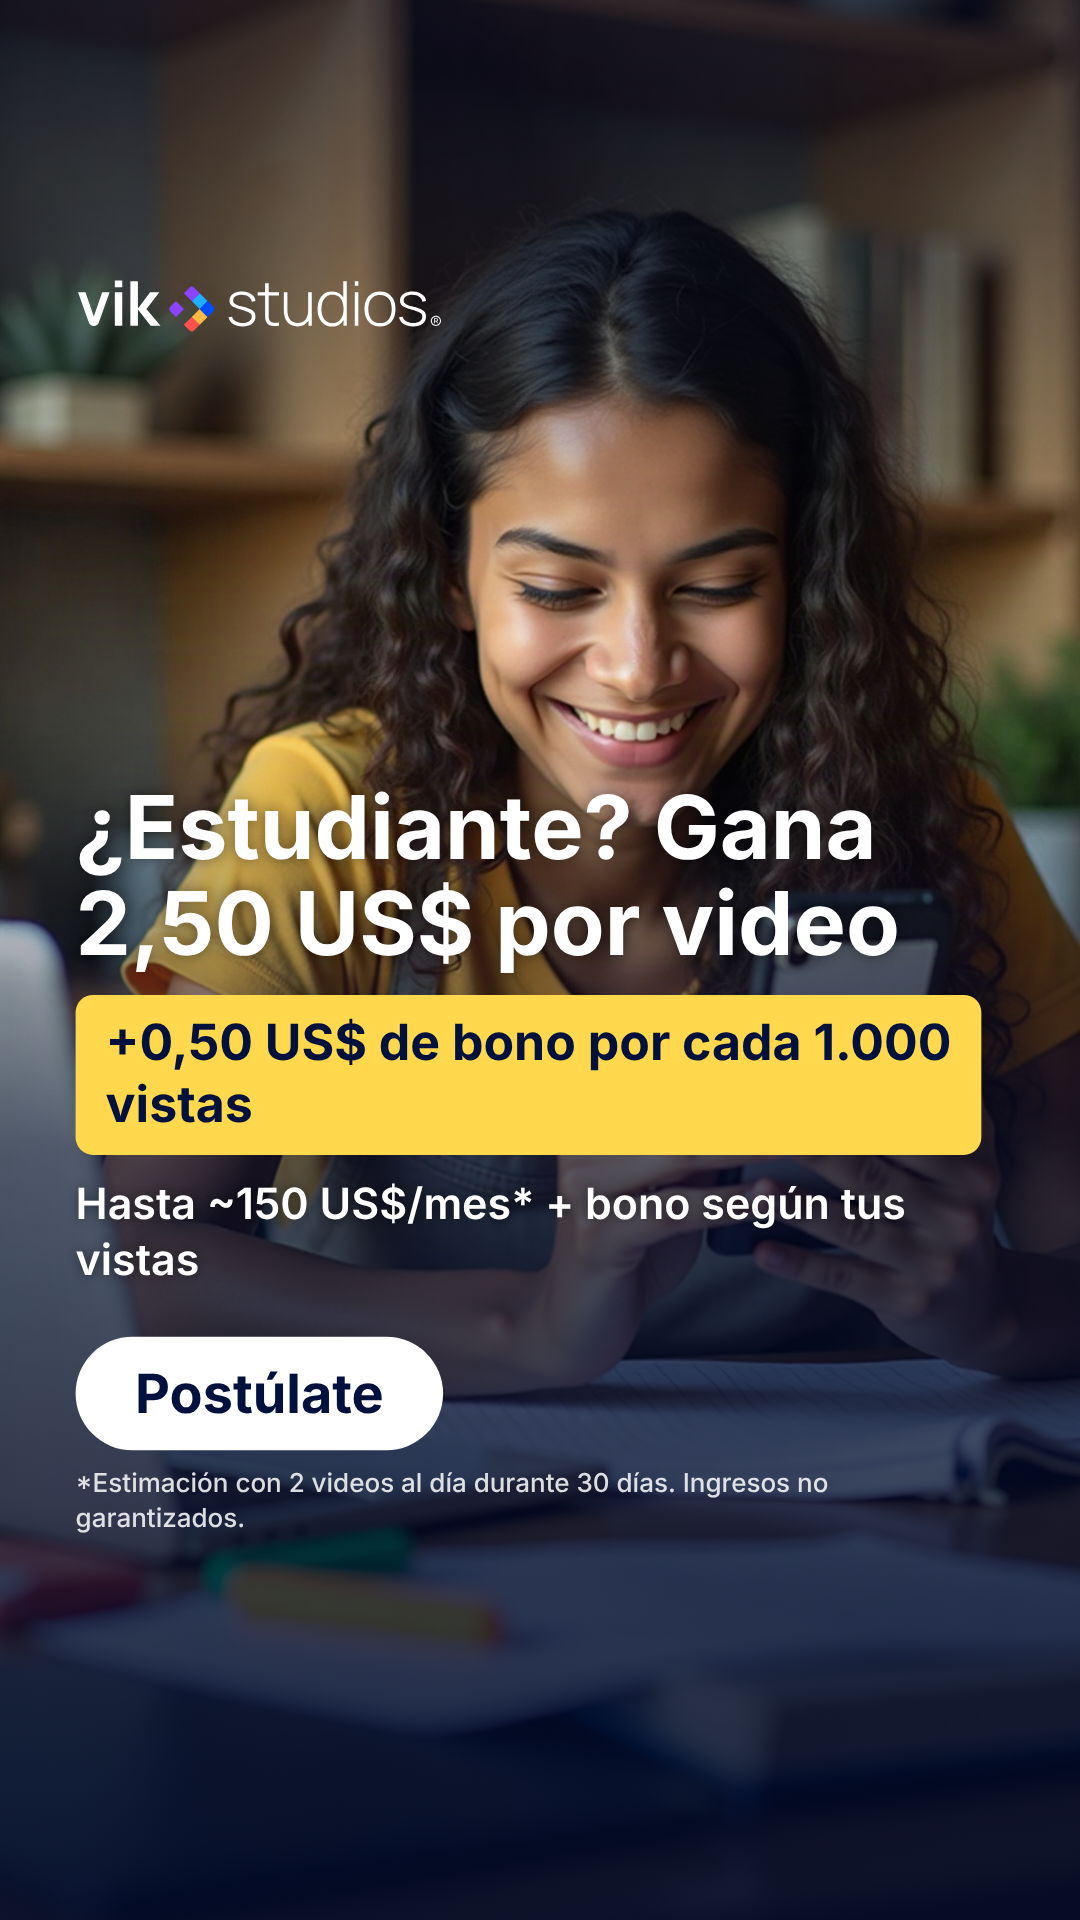 vik studios®
¿Estudiante? Gana
2,50 US$ por video
+0,50 US$ de bono por cada 1.000
vistas
Hasta ~150 US$/mes* + bono según tus
vistas
Postúlate
*Estimación con 2 videos al día durante 30 días. Ingresos no
garantizados.